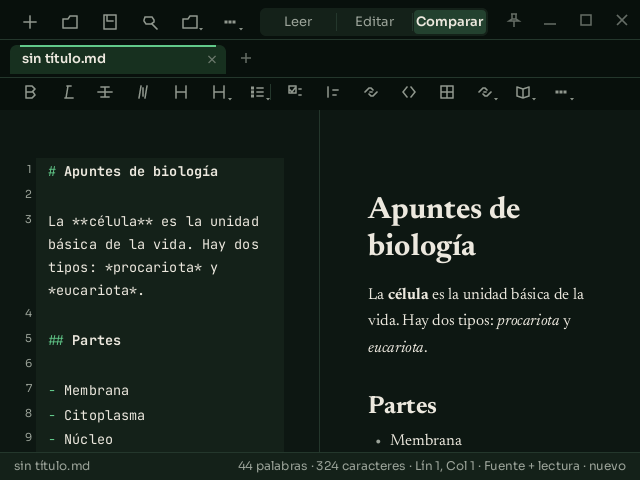 Leer
Editar
Comparar
sin título.md
1 # Apuntes de biología
2
3 La **célula** es la unidad
básica de la vida. Hay dos
tipos: *procariota* y
*eucariota*.
4
5 ## Partes
6
7 - Membrana
8 - Citoplasma
9 - Núcleo
Apuntes de
biología
La célula es la unidad básica de la
vida. Hay dos tipos: procariota y
eucariota.
Partes
• Membrana
sin título.md
44 palabras · 324 caracteres · Lín 1, Col 1 · Fuente + lectura · nuevo